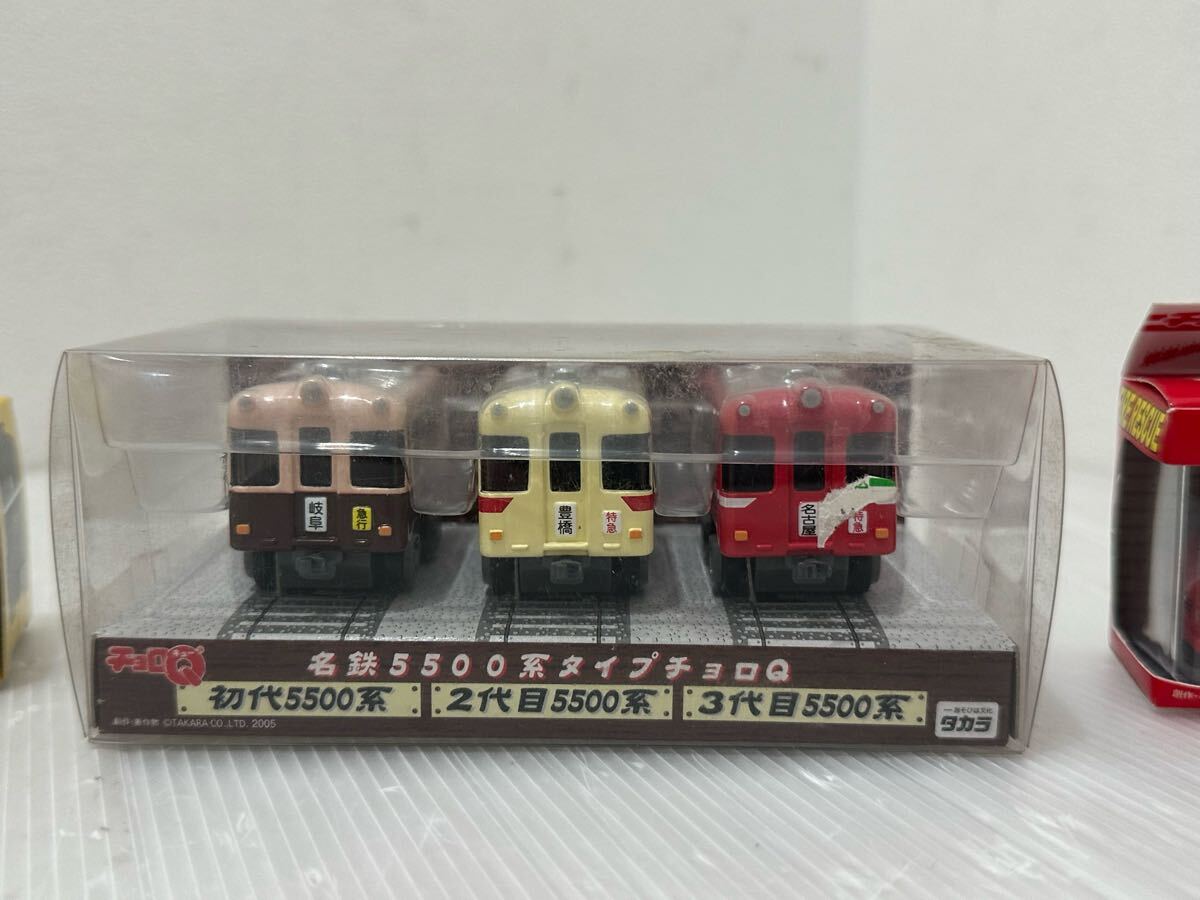 岐阜
急行
豊橋
特急
名古屋
特急
チョロQ
名鉄5500系タイプチョロQ
初代5500系
2代目5500系
3代目5500系
©TAKARA CO.,LTD. 2005
タカラ
RESCUE